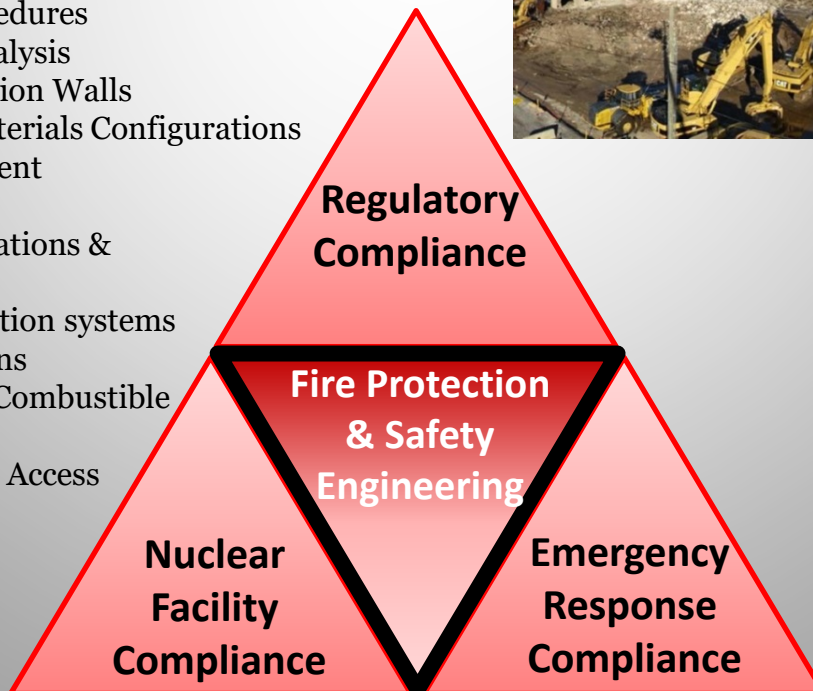 edures
alysis
ion Walls
terials Configurations
ent
ations &
tion systems
ns
Combustible
Access
Regulatory
Compliance
Fire Protection
& Safety
Engineering
Nuclear
Facility
Compliance
Emergency
Response
Compliance